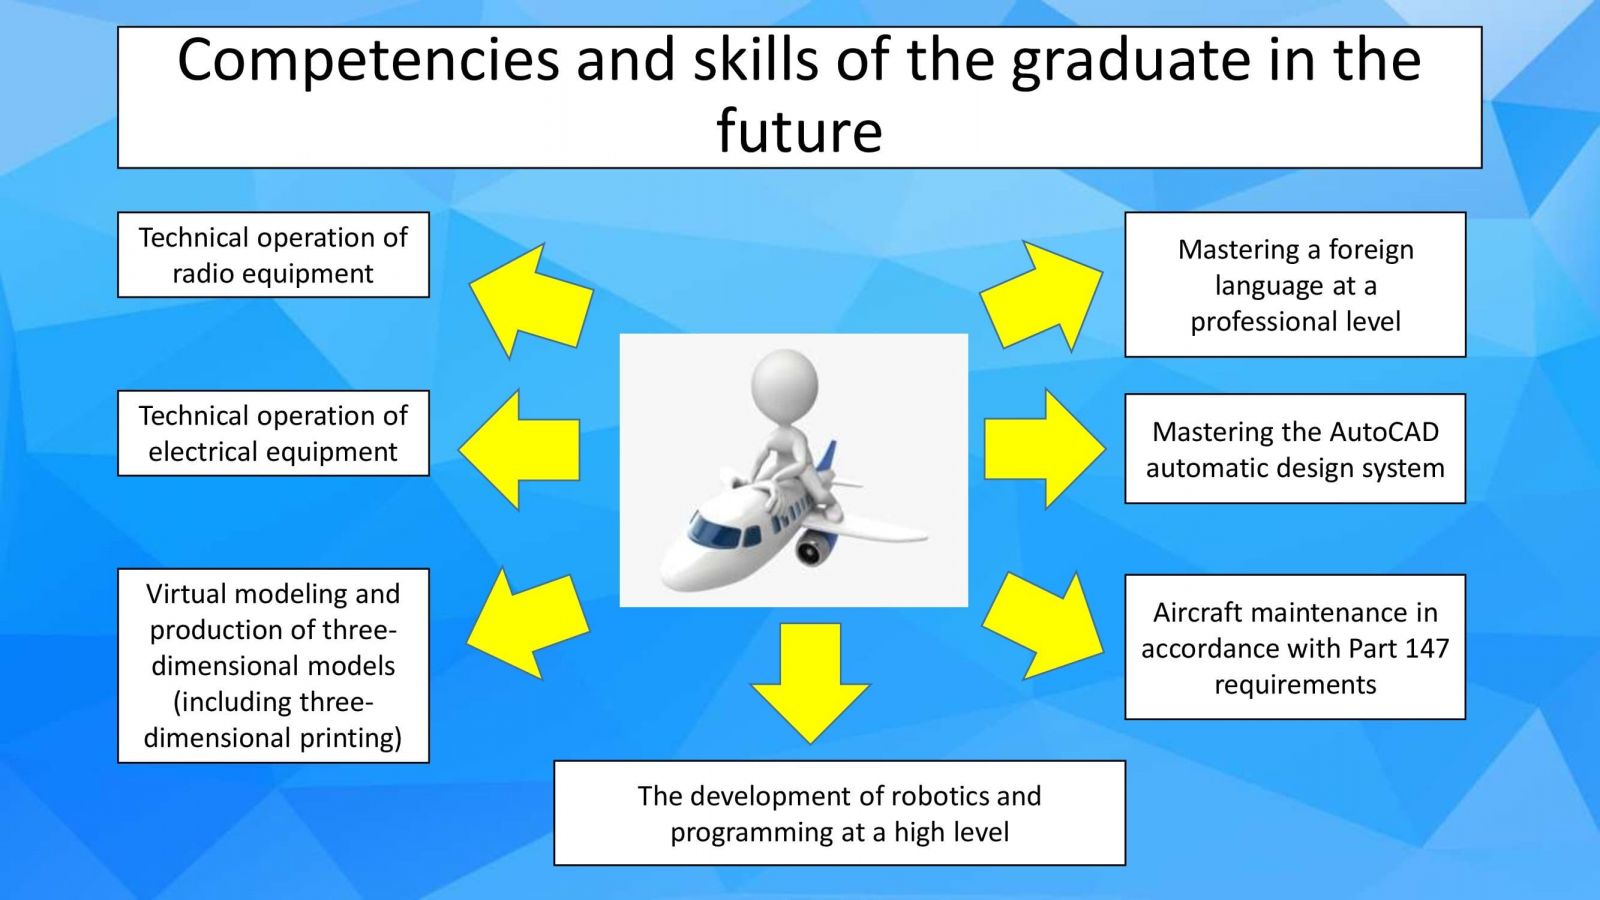 Competencies and skills of the graduate in the
future
Technical operation of
radio equipment
Technical operation of
electrical equipment
Virtual modeling and
production of three-
dimensional models
(including three-
dimensional printing)
Mastering a foreign
language at a
professional level
Mastering the AutoCAD
automatic design system
Aircraft maintenance in
accordance with Part 147
requirements
The development of robotics and
programming at a high level